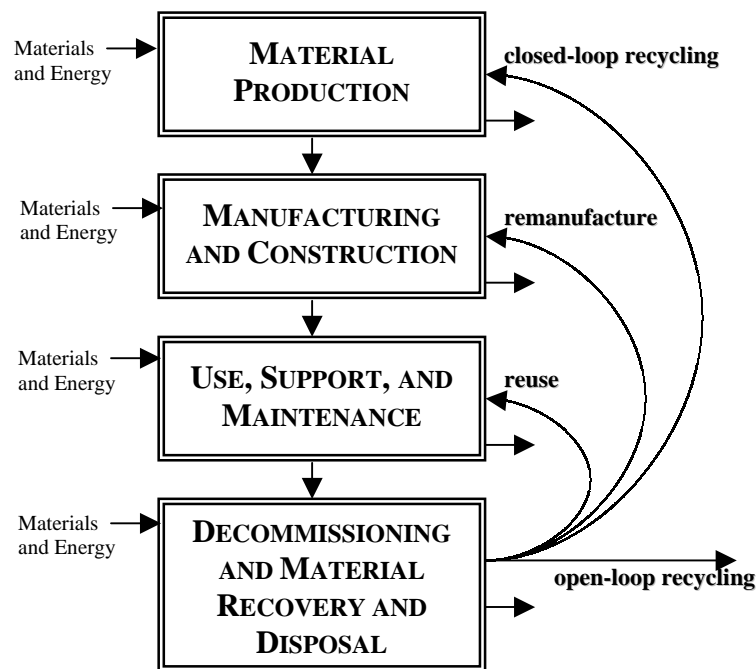 Materials
and Energy
MATERIAL
PRODUCTION
closed-loop recycling
Materials
and Energy
MANUFACTURING
AND CONSTRUCTION
remanufacture
Materials
and Energy
USE, SUPPORT, AND
MAINTENANCE
reuse
Materials
and Energy
DECOMMISSIONING
AND MATERIAL
RECOVERY AND
DISPOSAL
open-loop recycling